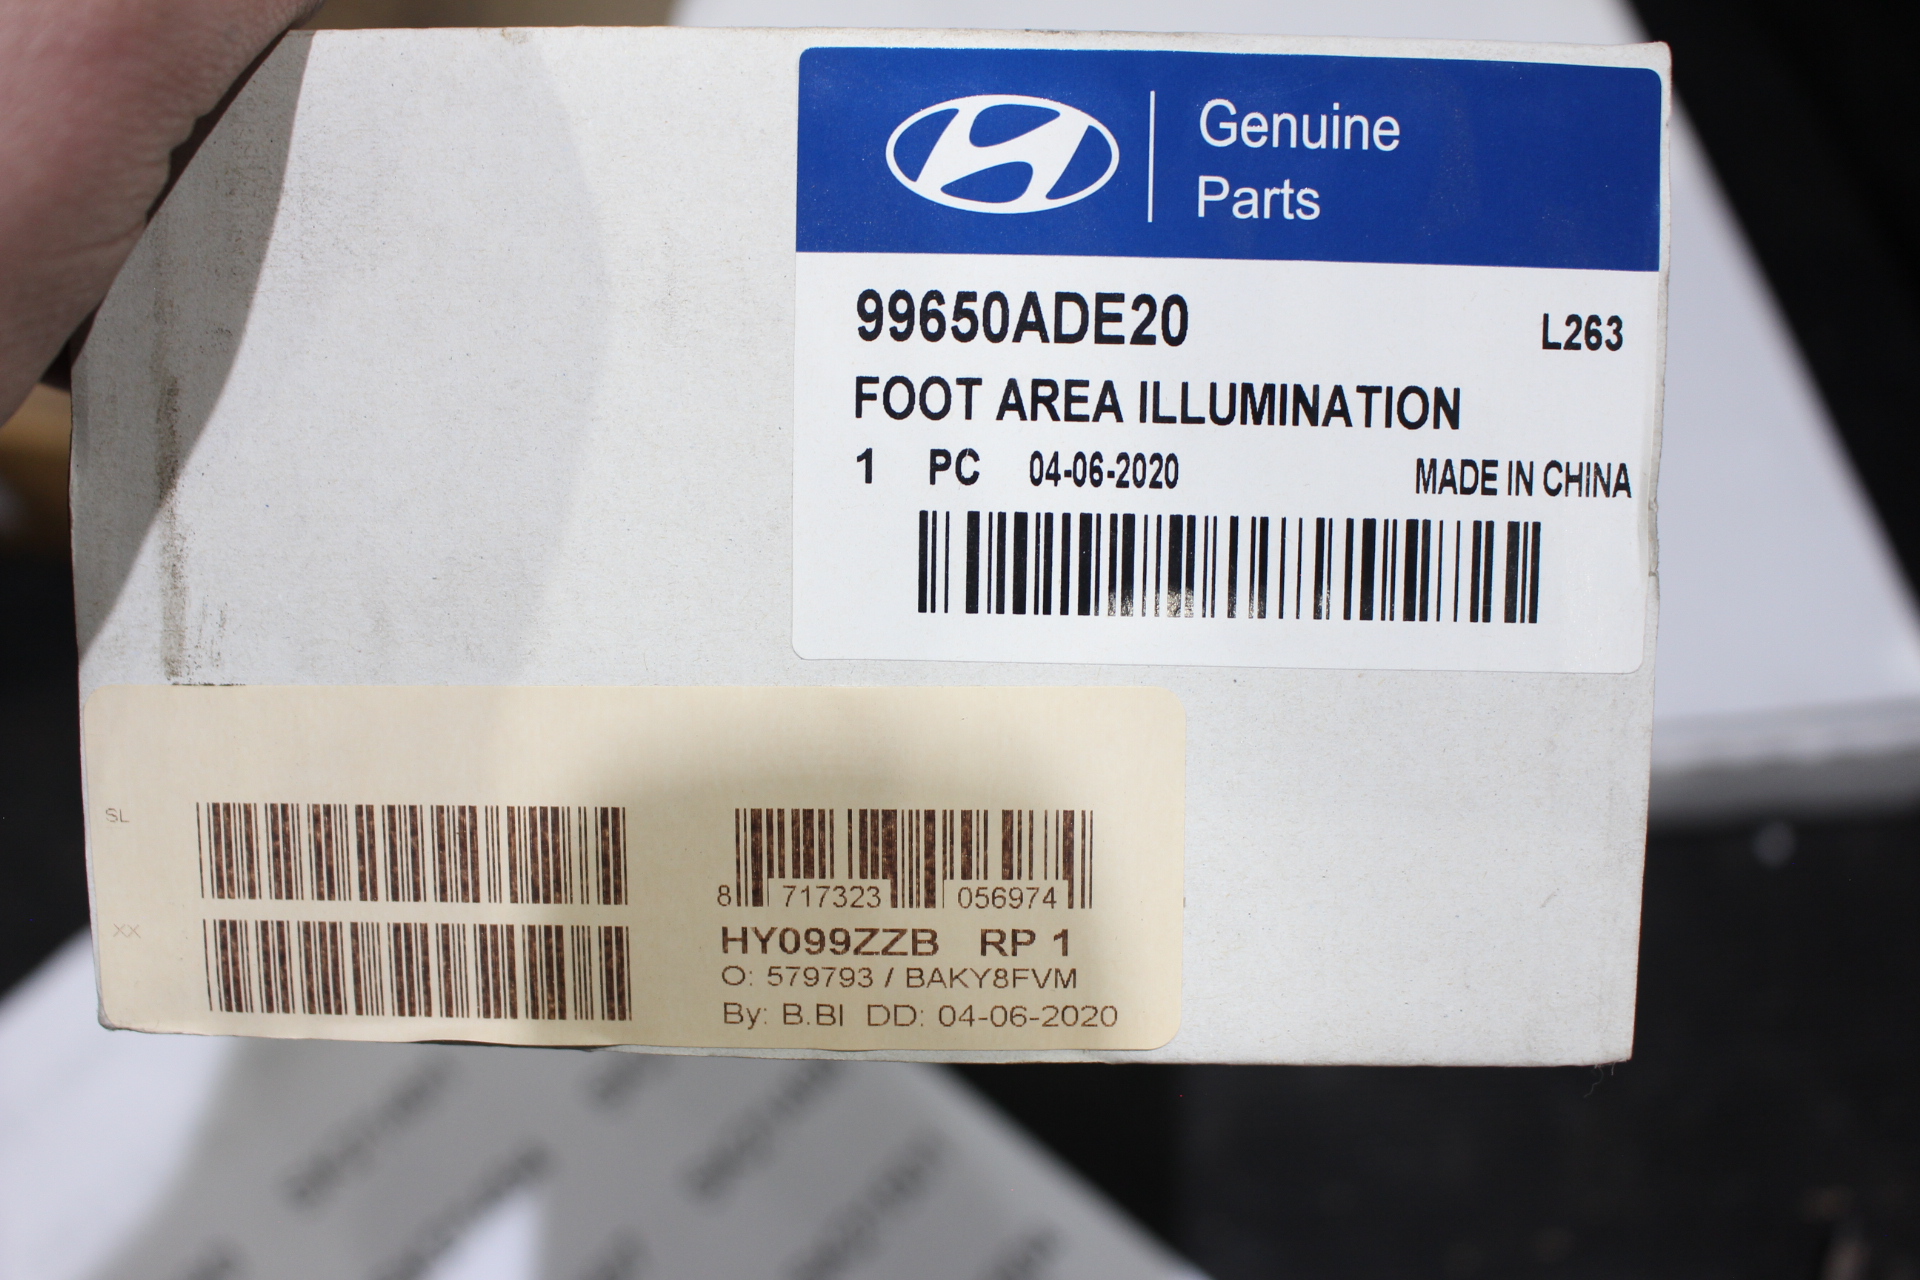 Genuine
Parts
99650ADE20 L263
FOOT AREA ILLUMINATION
1 PC 04-06-2020 MADE IN CHINA
SL
XX
8 717323 056974
HY099ZZB RP 1
O: 579793 / BAKY8FVM
By: B.BI DD: 04-06-2020